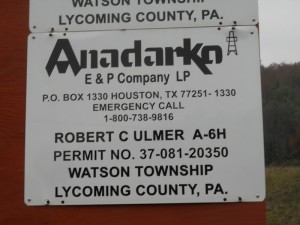 WATSON TOWNSHIP
LYCOMING COUNTY, PA.
Anadarko
E & P Company LP
P.O. BOX 1330 HOUSTON, TX 77251- 1330
EMERGENCY CALL
1-800-738-9816
ROBERT C ULMER A-6H
PERMIT NO. 37-081-20350
WATSON TOWNSHIP
LYCOMING COUNTY, PA.